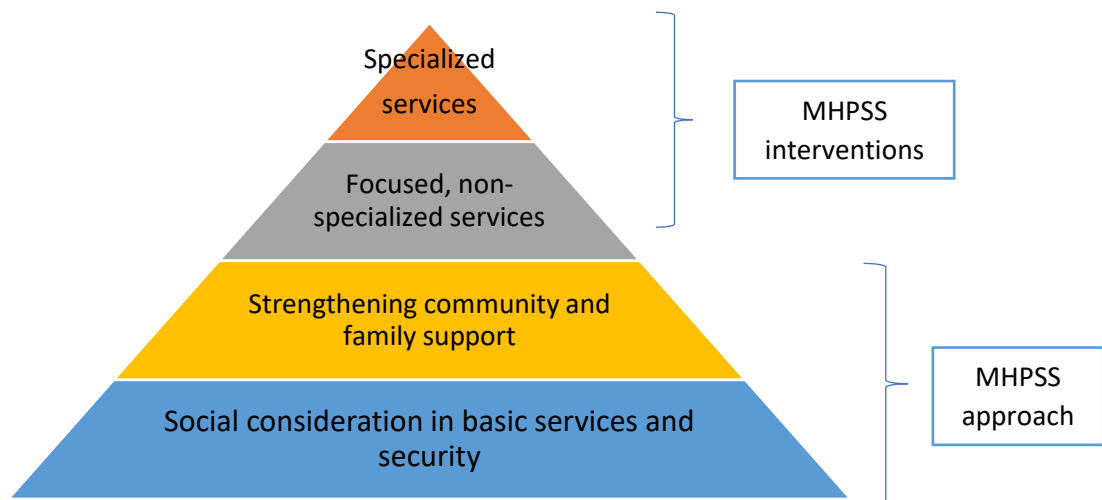 Specialized
services
MHPSS
interventions
Focused, non-
specialized services
Strengthening community and
family support
MHPSS
approach
Social consideration in basic services and
security